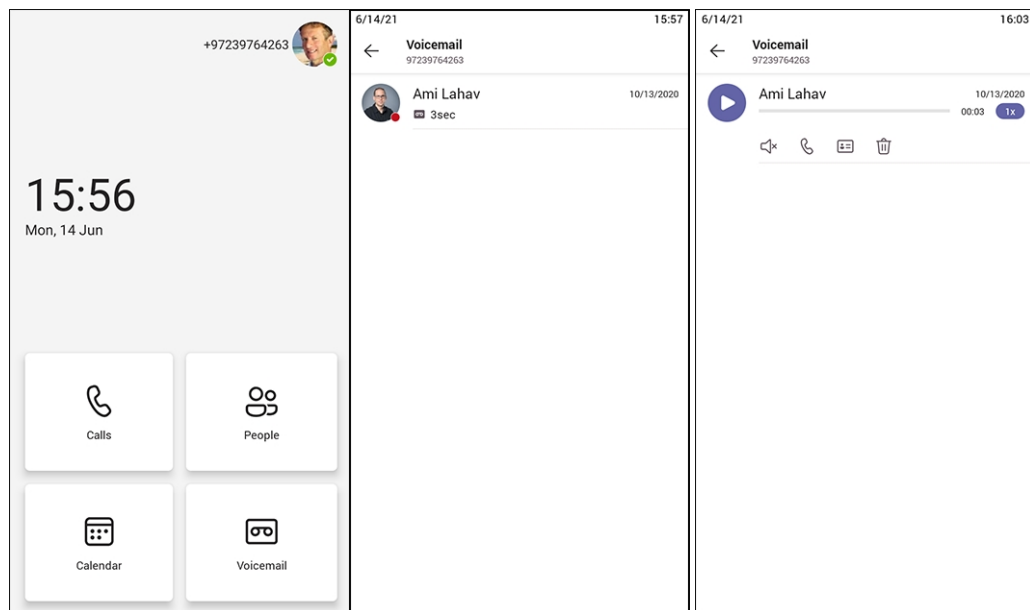 +97239764263
15:56
Mon, 14 Jun
Calls
People
Calendar
Voicemail
6/14/21 15:57
Voicemail
97239764263
Ami Lahav 10/13/2020
3sec
6/14/21 16:03
Voicemail
97239764263
Ami Lahav 10/13/2020
00:03 1x